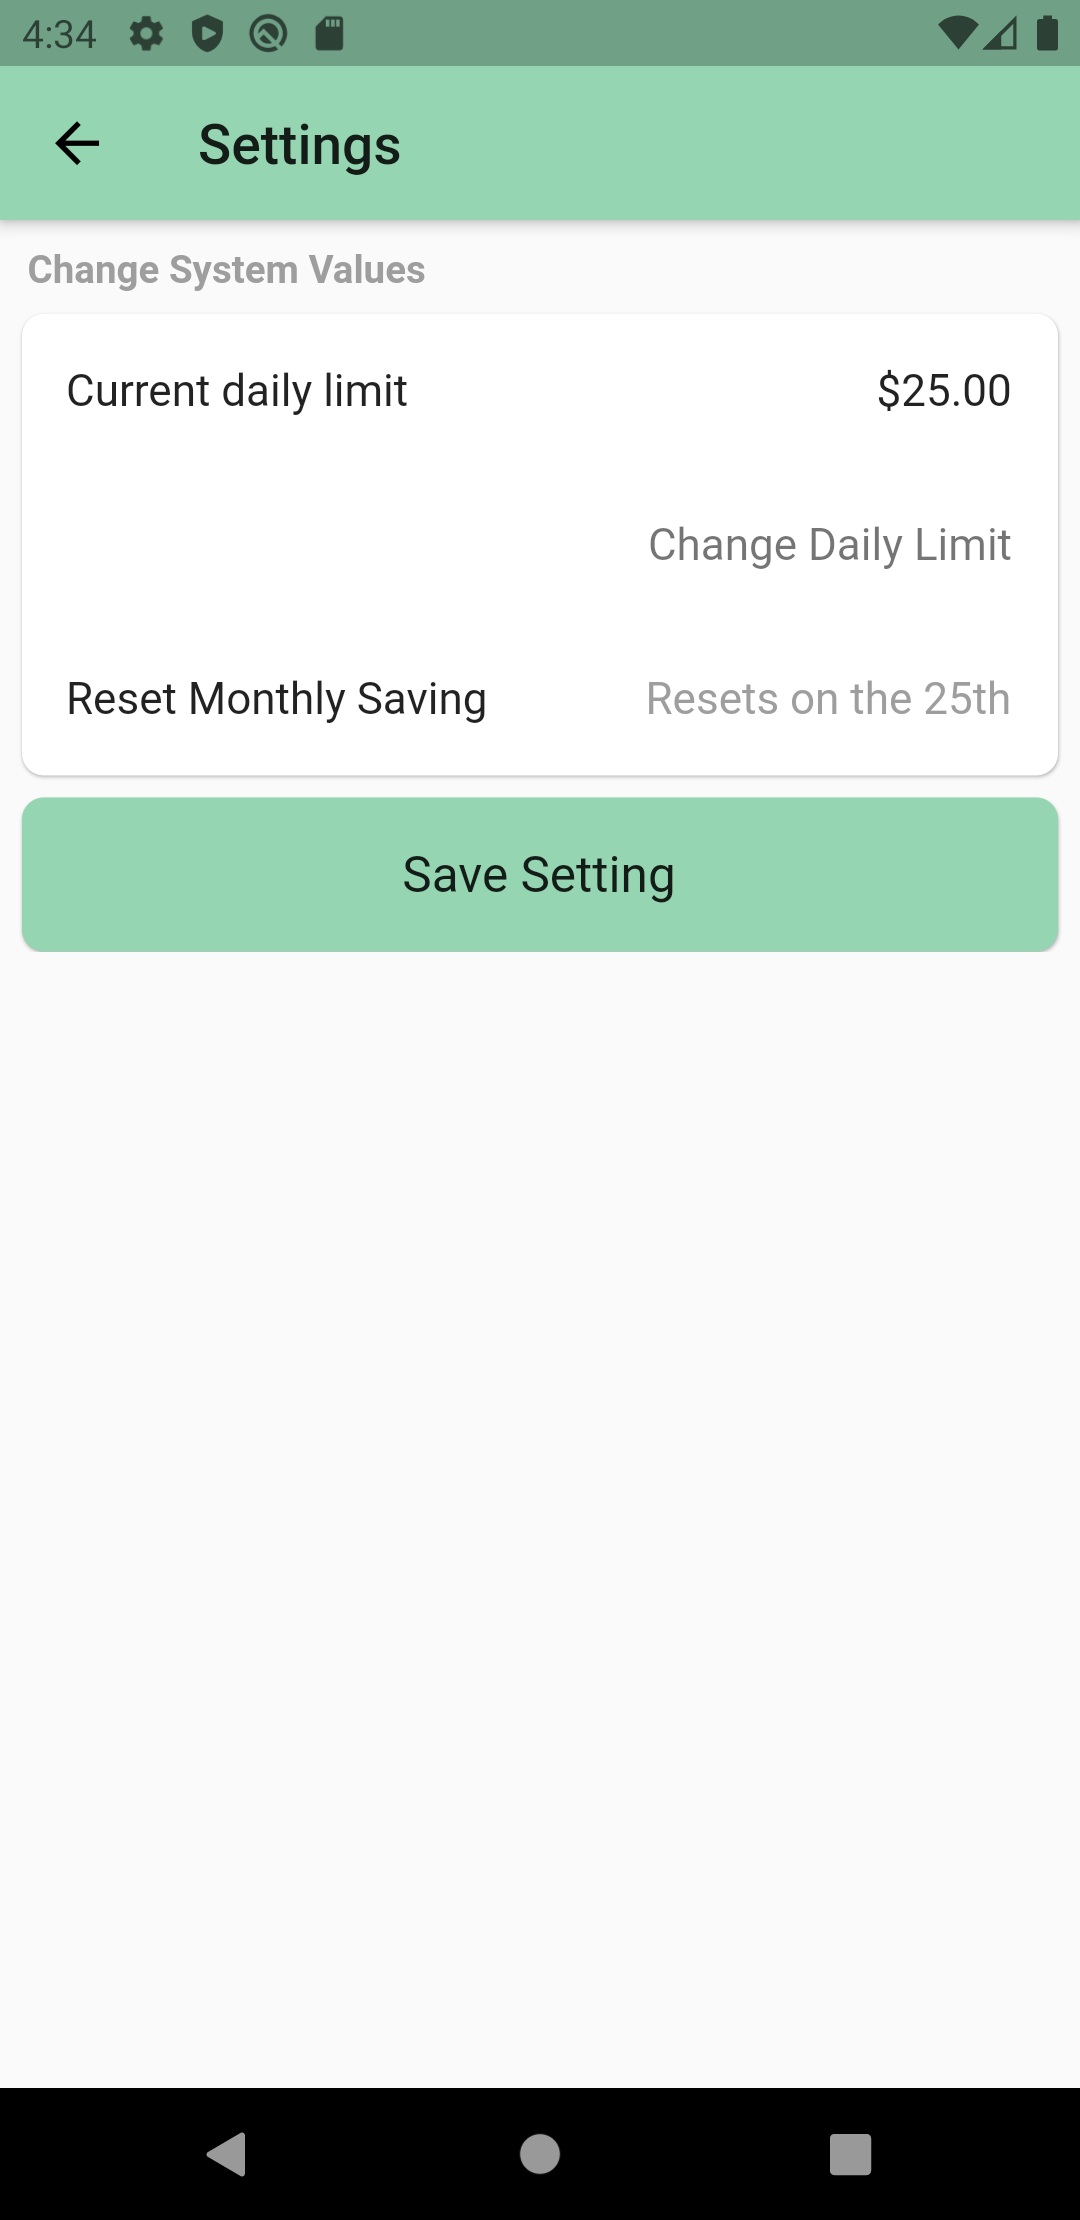 4:34
Settings
Change System Values
Current daily limit $25.00
Change Daily Limit
Reset Monthly Saving Resets on the 25th
Save Setting